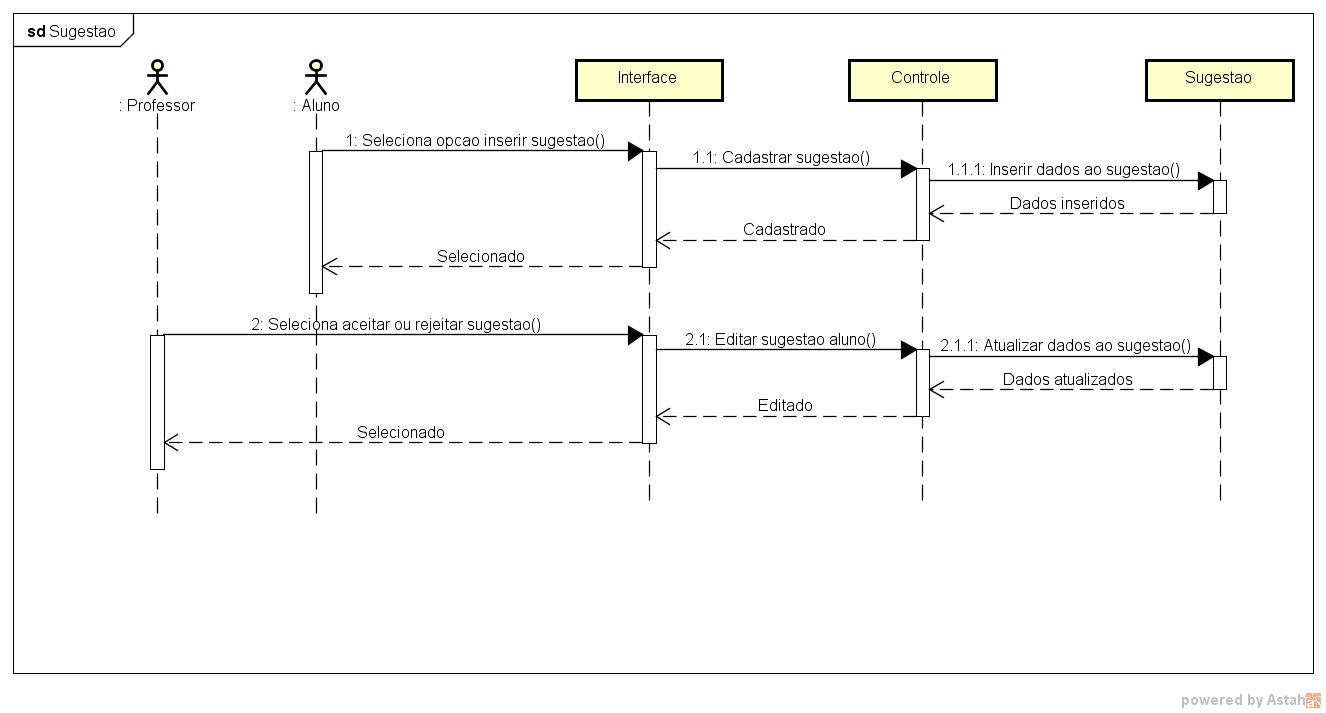 sd Sugestao
Interface
Controle
Sugestao
: Professor
: Aluno
1: Seleciona opcao inserir sugestao()
1.1: Cadastrar sugestao()
1.1.1: Inserir dados ao sugestao()
Dados inseridos
Cadastrado
Selecionado
2: Seleciona aceitar ou rejeitar sugestao()
2.1: Editar sugestao aluno()
2.1.1: Atualizar dados ao sugestao()
Dados atualizados
Editado
Selecionado
powered by Astah